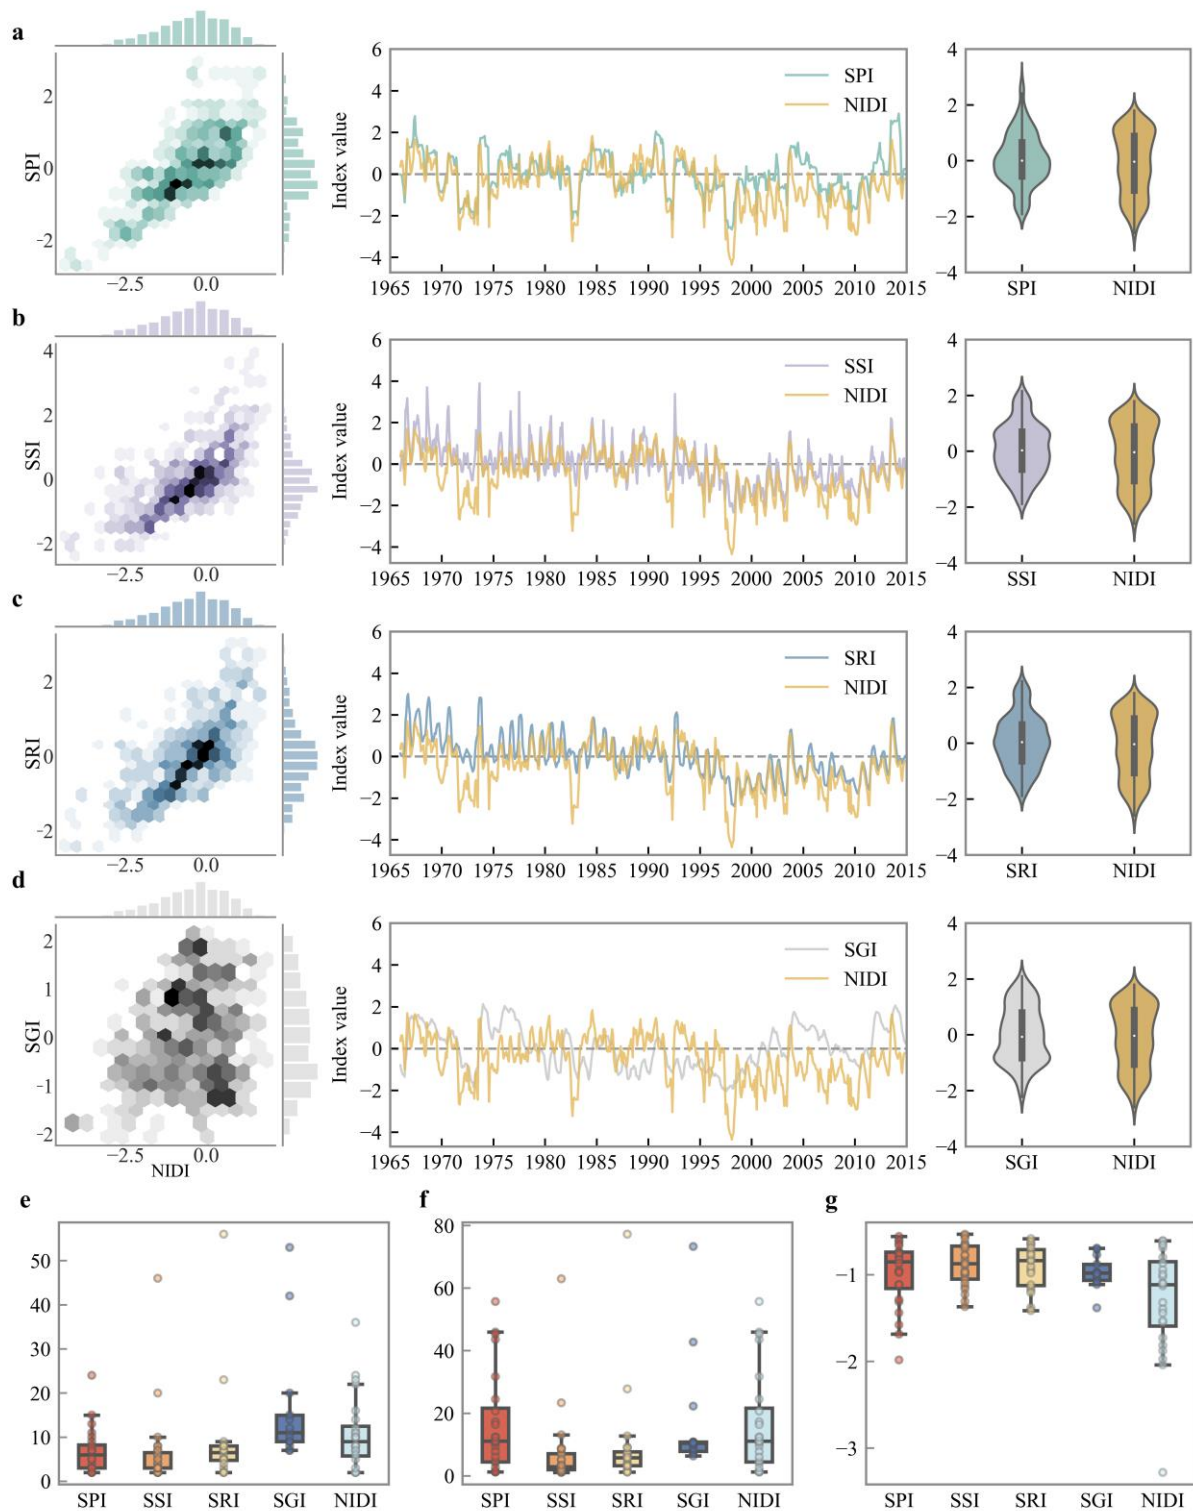 a
SPI
2
0
-2
−2.5 0.0
Index value
6
4
2
0
−2
−4
SPI
NIDI
1965 1970 1975 1980 1985 1990 1995 2000 2005 2010 2015
4
2
0
−2
−4
SPI NIDI
b
SSI
4
2
0
-2
−2.5 0.0
Index value
6
4
2
0
−2
−4
SSI
NIDI
1965 1970 1975 1980 1985 1990 1995 2000 2005 2010 2015
4
2
0
−2
−4
SSI NIDI
c
SRI
2
0
-2
−2.5 0.0
Index value
6
4
2
0
−2
−4
SRI
NIDI
1965 1970 1975 1980 1985 1990 1995 2000 2005 2010 2015
4
2
0
−2
−4
SRI NIDI
d
SGI
2
1
0
-1
-2
−2.5 0.0
NIDI
Index value
6
4
2
0
−2
−4
SGI
NIDI
1965 1970 1975 1980 1985 1990 1995 2000 2005 2010 2015
4
2
0
−2
−4
SGI NIDI
e
50
40
30
20
10
0
SPI SSI SRI SGI NIDI
f
80
60
40
20
0
SPI SSI SRI SGI NIDI
g
−1
−2
−3
SPI SSI SRI SGI NIDI